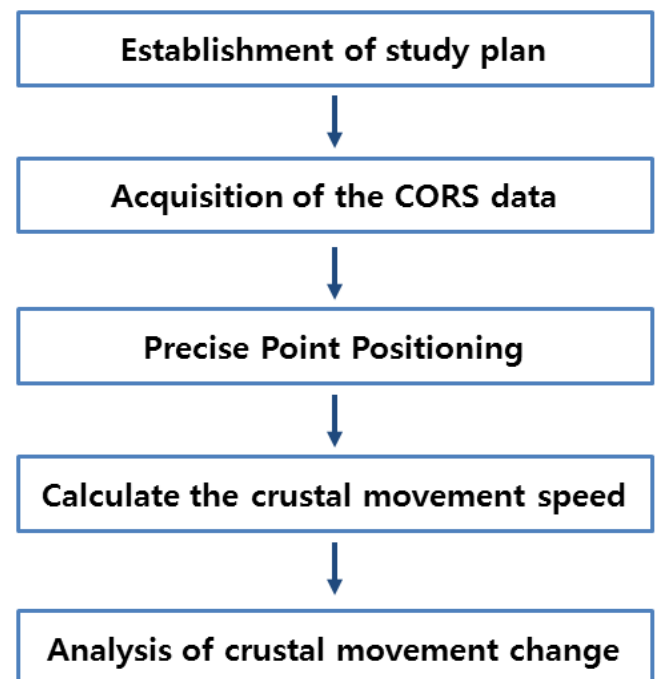 Establishment of study plan
Acquisition of the CORS data
Precise Point Positioning
Calculate the crustal movement speed
Analysis of crustal movement change